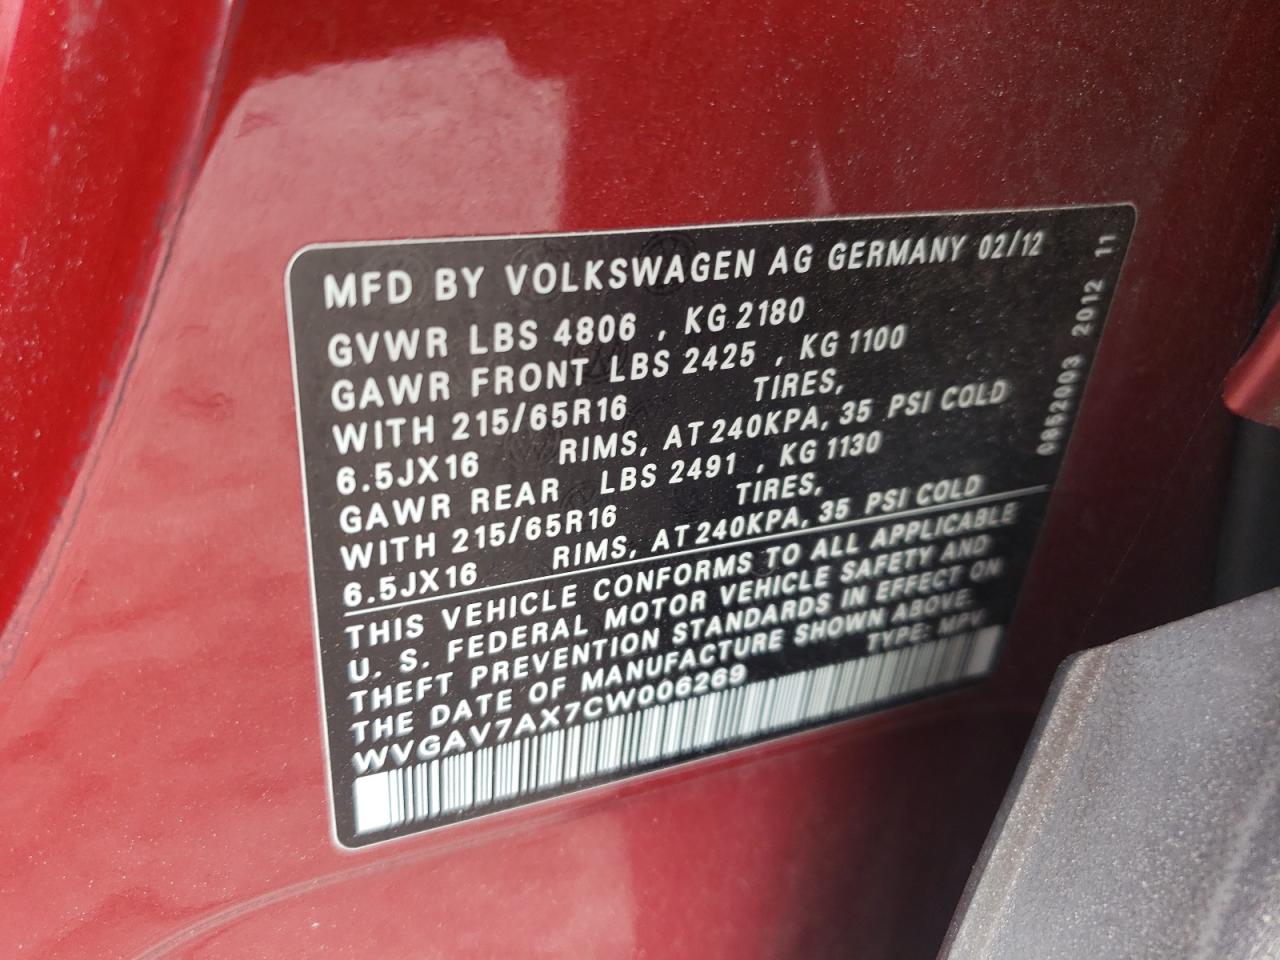 MFD BY VOLKSWAGEN AG GERMANY 02/12
GVWR LBS 4806 , KG 2180
GAWR FRONT LBS 2425 , KG 1100
WITH 215/65R16 TIRES,
6.5JX16 RIMS, AT 240KPA, 35 PSI COLD
GAWR REAR LBS 2491 , KG 1130
WITH 215/65R16 TIRES,
6.5JX16 RIMS, AT 240KPA, 35 PSI COLD
THIS VEHICLE CONFORMS TO ALL APPLICABLE
U. S. FEDERAL MOTOR VEHICLE SAFETY AND
THEFT PREVENTION STANDARDS IN EFFECT ON
THE DATE OF MANUFACTURE SHOWN ABOVE.
WVGAV7AX7CW006269 TYPE: MPV
0852003 2012 11